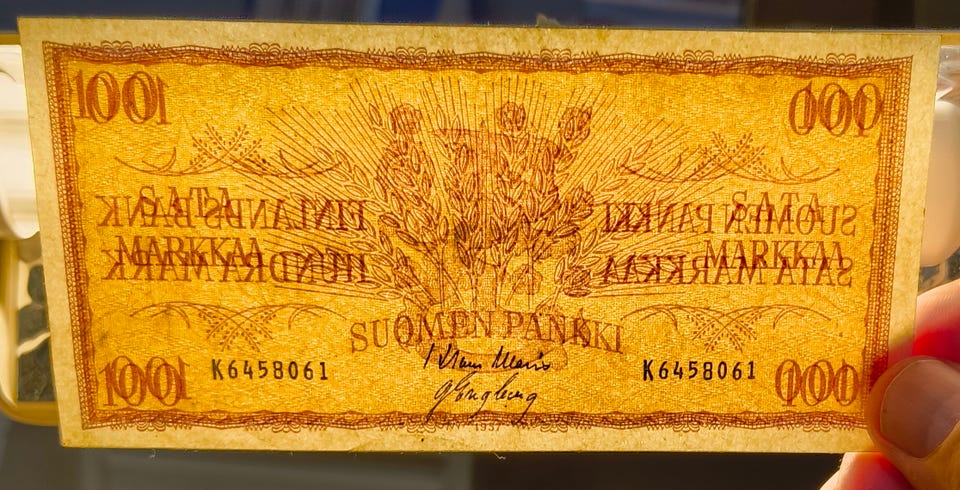 100 100
SATA SATA
FINLANDS BANK SUOMEN PANKKI
MARKKAA MARKKAA
HUNDRA MARK SATA MARKKAA
SUOMEN PANKKI
100 K6458061 K6458061 100